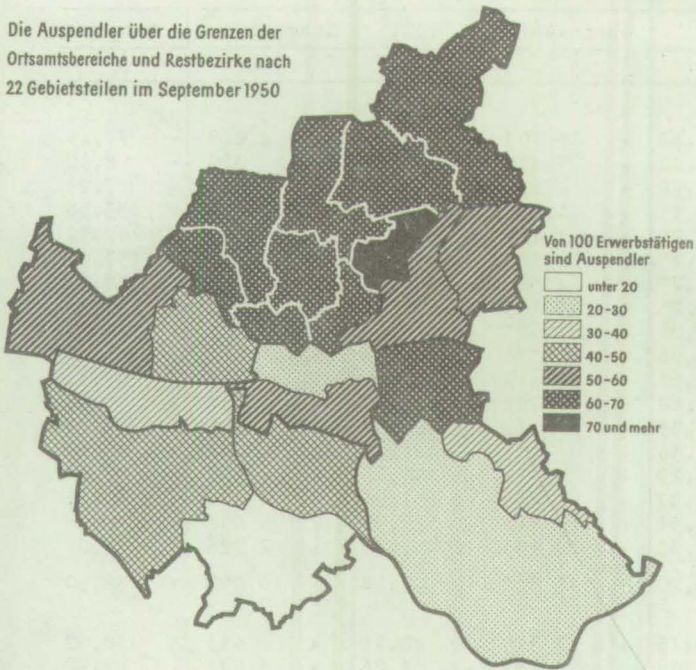 Die Auspendler über die Grenzen der
Ortsamtsbereiche und Restbezirke nach
22 Gebietsteilen im September 1950
Von 100 Erwerbstätigen
sind Auspendler
unter 20
20-30
30-40
40-50
50-60
60-70
70 und mehr